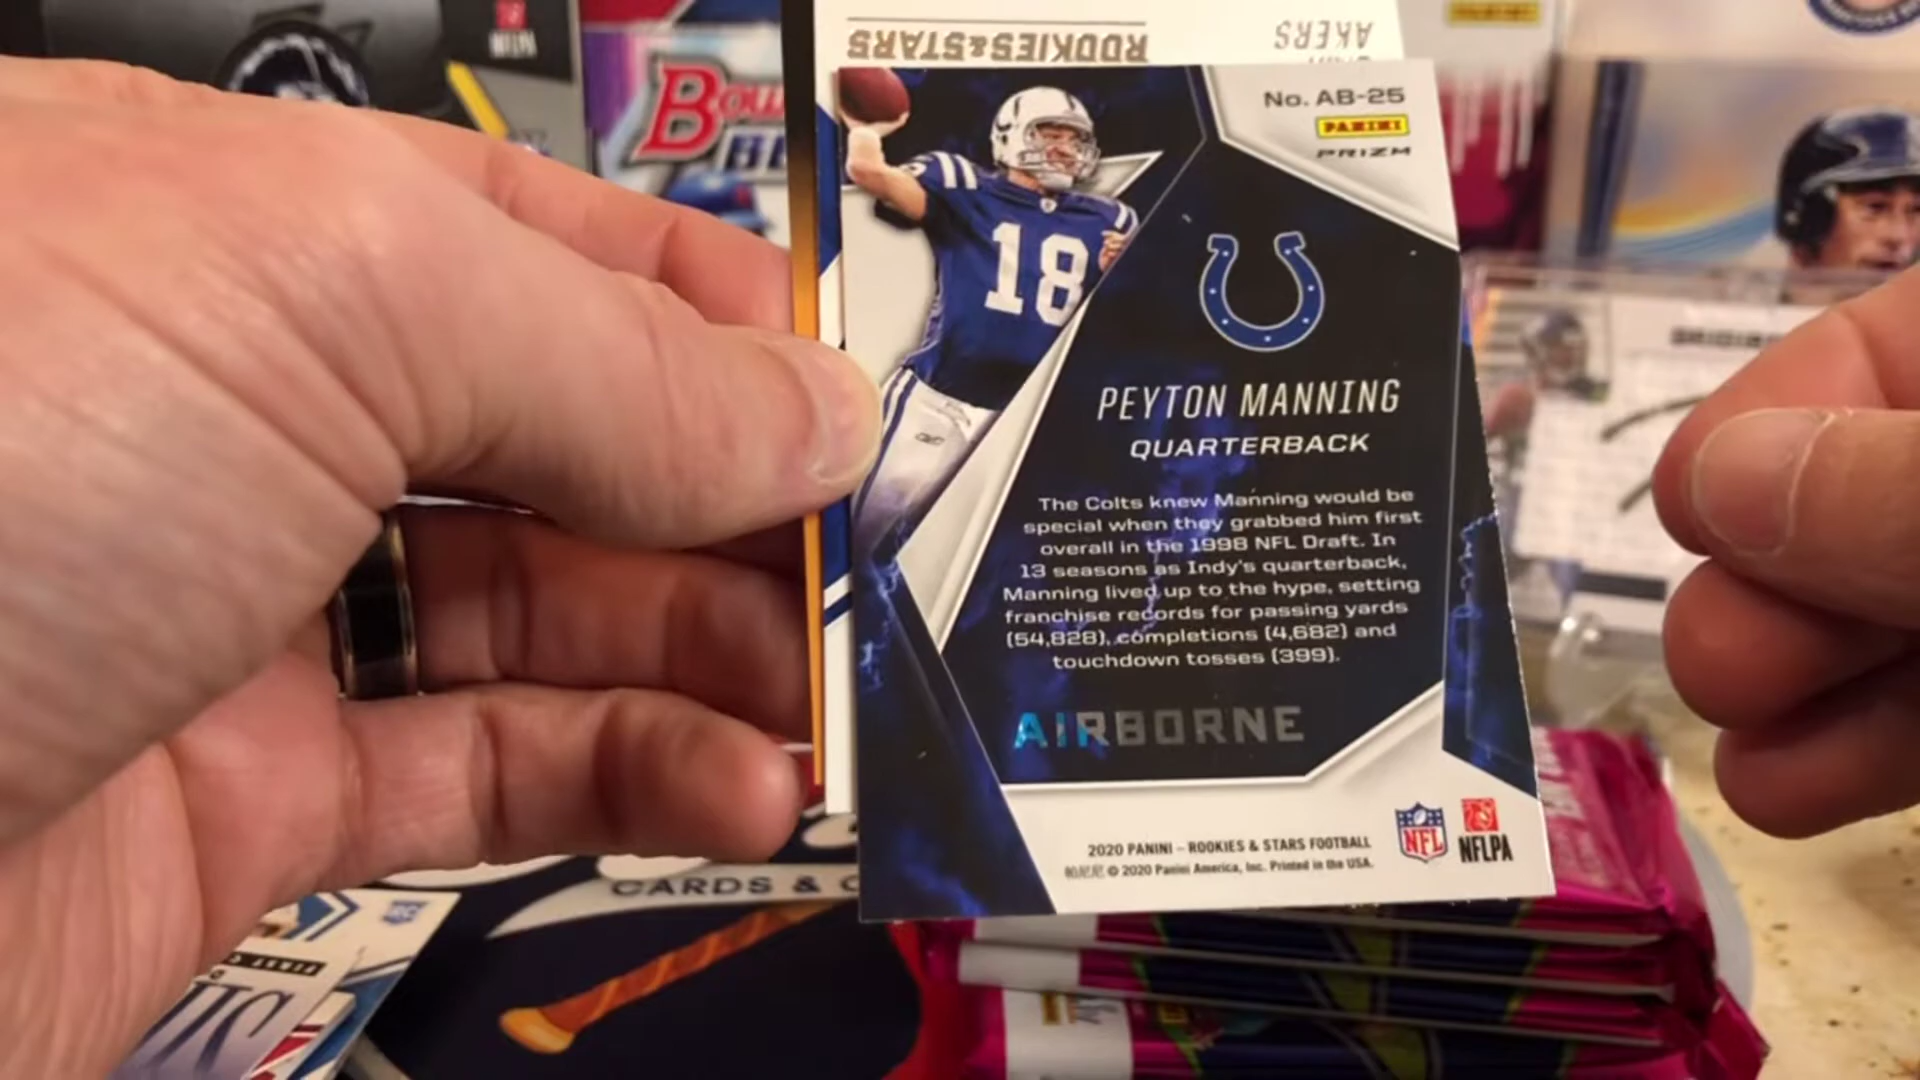 ROOKIES & STARS
AKERS
No. AB-25
PANINI
PRIZM
18
PEYTON MANNING
QUARTERBACK
The Colts knew Manning would be
special when they grabbed him first
overall in the 1998 NFL Draft. In
13 seasons as Indy's quarterback,
Manning lived up to the hype, setting
franchise records for passing yards
(54,828), completions (4,682) and
touchdown tosses (399).
AIRBORNE
2020 PANINI – ROOKIES & STARS FOOTBALL
© 2020 Panini America, Inc. Printed in the USA.
NFL
NFLPA
CARDS &
FIRST